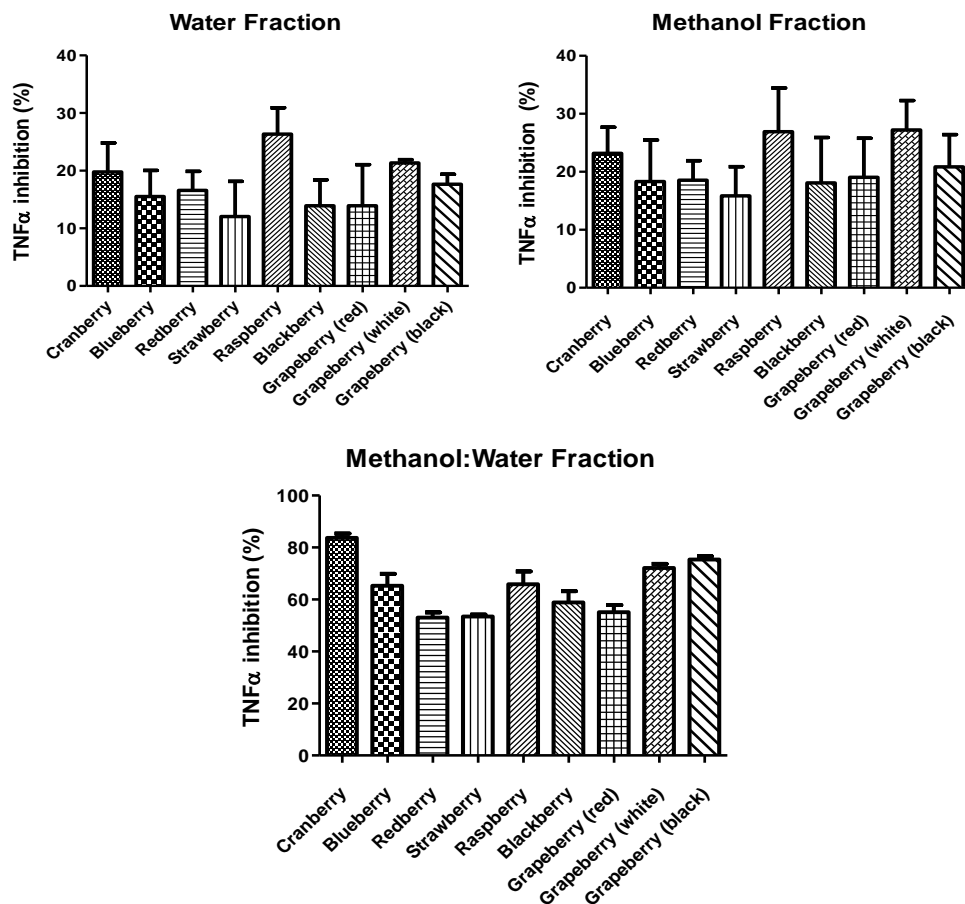 Water Fraction
TNFα inhibition (%)
40
30
20
10
0
Cranberry
Blueberry
Redberry
Strawberry
Raspberry
Blackberry
Grapeberry (red)
Grapeberry (white)
Grapeberry (black)
Methanol Fraction
TNFα inhibition (%)
40
30
20
10
0
Cranberry
Blueberry
Redberry
Strawberry
Raspberry
Blackberry
Grapeberry (red)
Grapeberry (white)
Grapeberry (black)
Methanol:Water Fraction
TNFα inhibition (%)
100
80
60
40
20
0
Cranberry
Blueberry
Redberry
Strawberry
Raspberry
Blackberry
Grapeberry (red)
Grapeberry (white)
Grapeberry (black)